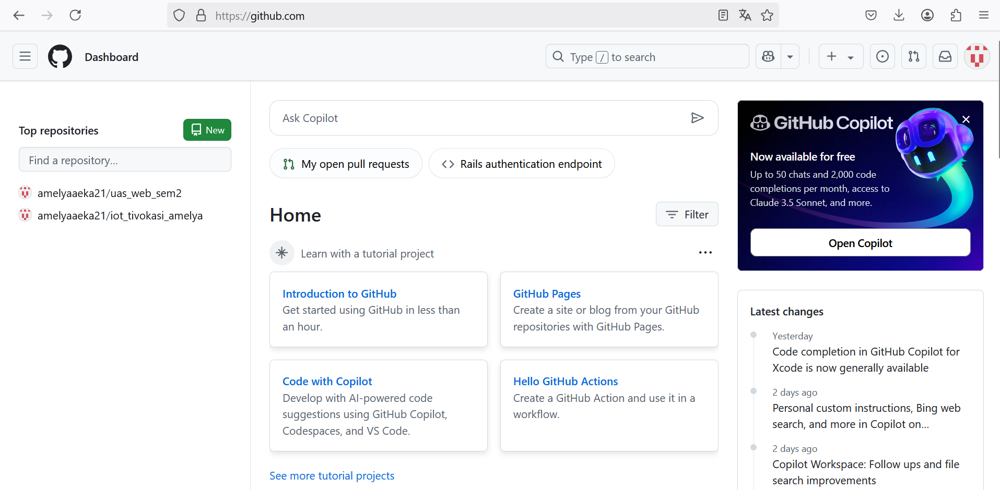 https://github.com
Dashboard
Type / to search
Top repositories
New
Find a repository…
amelyaaeka21/uas_web_sem2
amelyaaeka21/iot_tivokasi_amelya
Ask Copilot
My open pull requests
Rails authentication endpoint
Home
Filter
Learn with a tutorial project
Introduction to GitHub
Get started using GitHub in less than
an hour.
GitHub Pages
Create a site or blog from your GitHub
repositories with GitHub Pages.
Code with Copilot
Develop with AI-powered code
suggestions using GitHub Copilot,
Codespaces, and VS Code.
Hello GitHub Actions
Create a GitHub Action and use it in a
workflow.
See more tutorial projects
GitHub Copilot
Now available for free
Up to 50 chats and 2,000 code
completions per month, access to
Claude 3.5 Sonnet, and more.
Open Copilot
Latest changes
Yesterday
Code completion in GitHub Copilot for
Xcode is now generally available
2 days ago
Personal custom instructions, Bing web
search, and more in Copilot on…
2 days ago
Copilot Workspace: Follow ups and file
search improvements